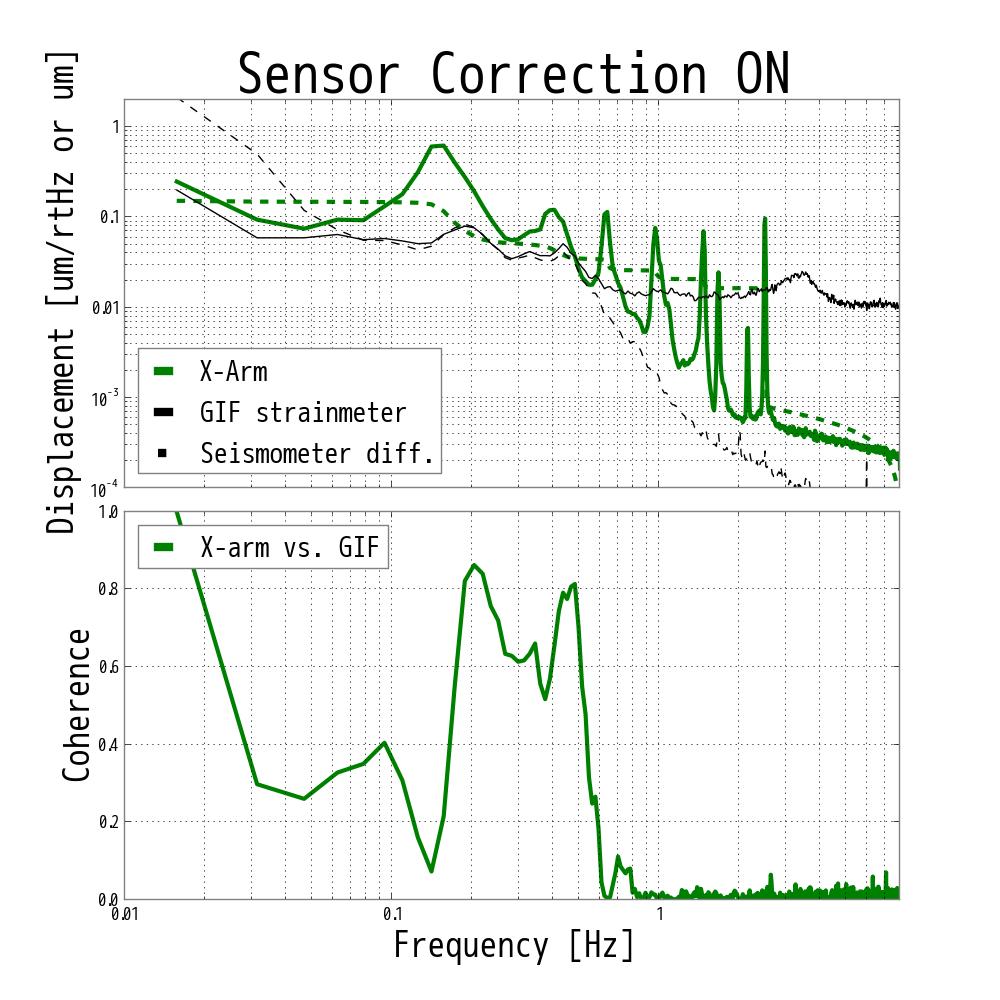 Sensor Correction ON
Displacement [um/rtHz or um]
1
0.1
0.01
10⁻³
10⁻⁴
X-Arm
GIF strainmeter
Seismometer diff.
Coherence
1.0
0.8
0.6
0.4
0.2
0.0
X-arm vs. GIF
0.01
0.1
1
Frequency [Hz]